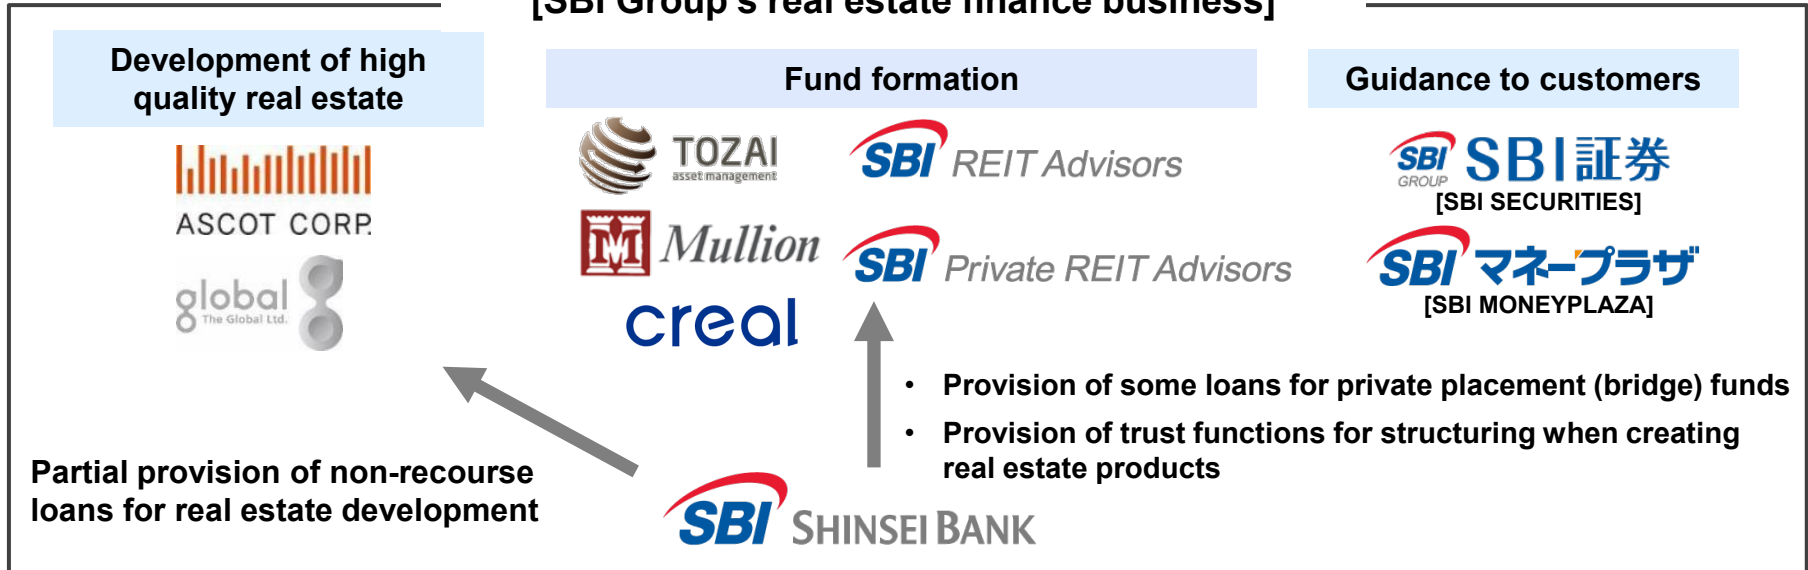 [SBI Group's real estate finance business]
Development of high
quality real estate
ASCOT CORP.
global
The Global Ltd.
Fund formation
TOZAI
asset management
SBI REIT Advisors
Mullion
SBI Private REIT Advisors
creal
Guidance to customers
SBI GROUP SBI証券
[SBI SECURITIES]
SBI マネープラザ
[SBI MONEYPLAZA]
• Provision of some loans for private placement (bridge) funds
• Provision of trust functions for structuring when creating
real estate products
Partial provision of non-recourse
loans for real estate development
SBI SHINSEI BANK